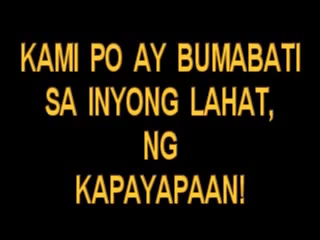 KAMI PO AY BUMABATI
SA INYONG LAHAT,
NG
KAPAYAPAAN!